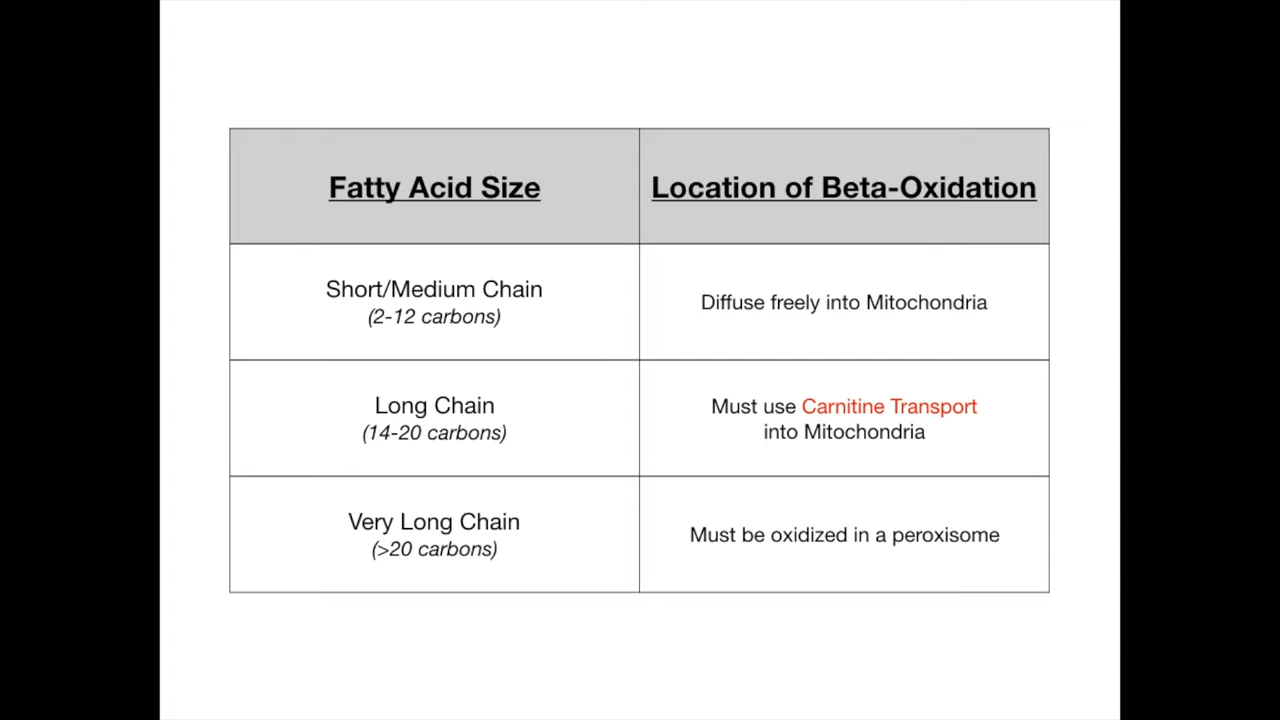 Fatty Acid Size
Location of Beta-Oxidation
Short/Medium Chain
(2-12 carbons)
Diffuse freely into Mitochondria
Long Chain
(14-20 carbons)
Must use Carnitine Transport
into Mitochondria
Very Long Chain
(>20 carbons)
Must be oxidized in a peroxisome